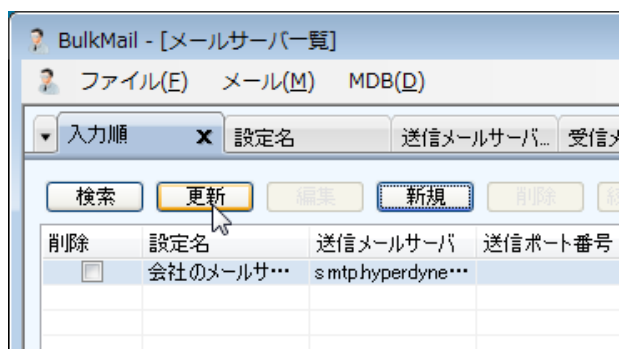 BulkMail - [メールサーバ一覧]
ファイル(F) メール(M) MDB(D)
入力順 x 設定名 送信メールサーバ... 受信メ
検索 更新 編集 新規 削除
削除 設定名 送信メールサーバ 送信ポート番号
会社のメールサ… smtp.hyperdyne…